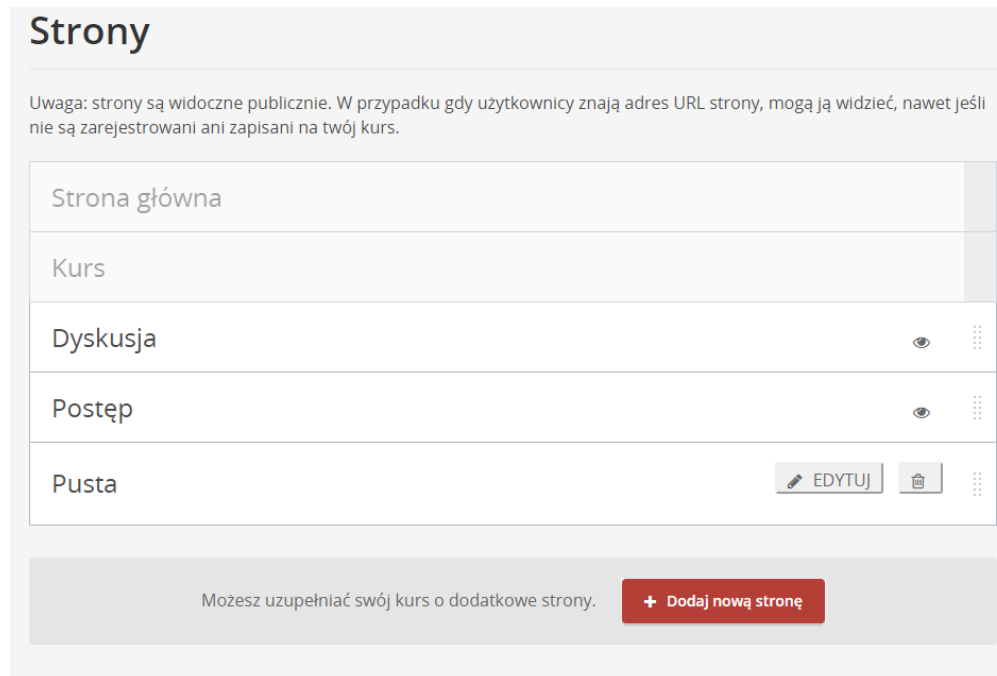 Strony
Uwaga: strony są widoczne publicznie. W przypadku gdy użytkownicy znają adres URL strony, mogą ją widzieć, nawet jeśli
nie są zarejestrowani ani zapisani na twój kurs.
Strona główna
Kurs
Dyskusja
Postęp
Pusta
EDYTUJ
Możesz uzupełniać swój kurs o dodatkowe strony.
+ Dodaj nową stronę